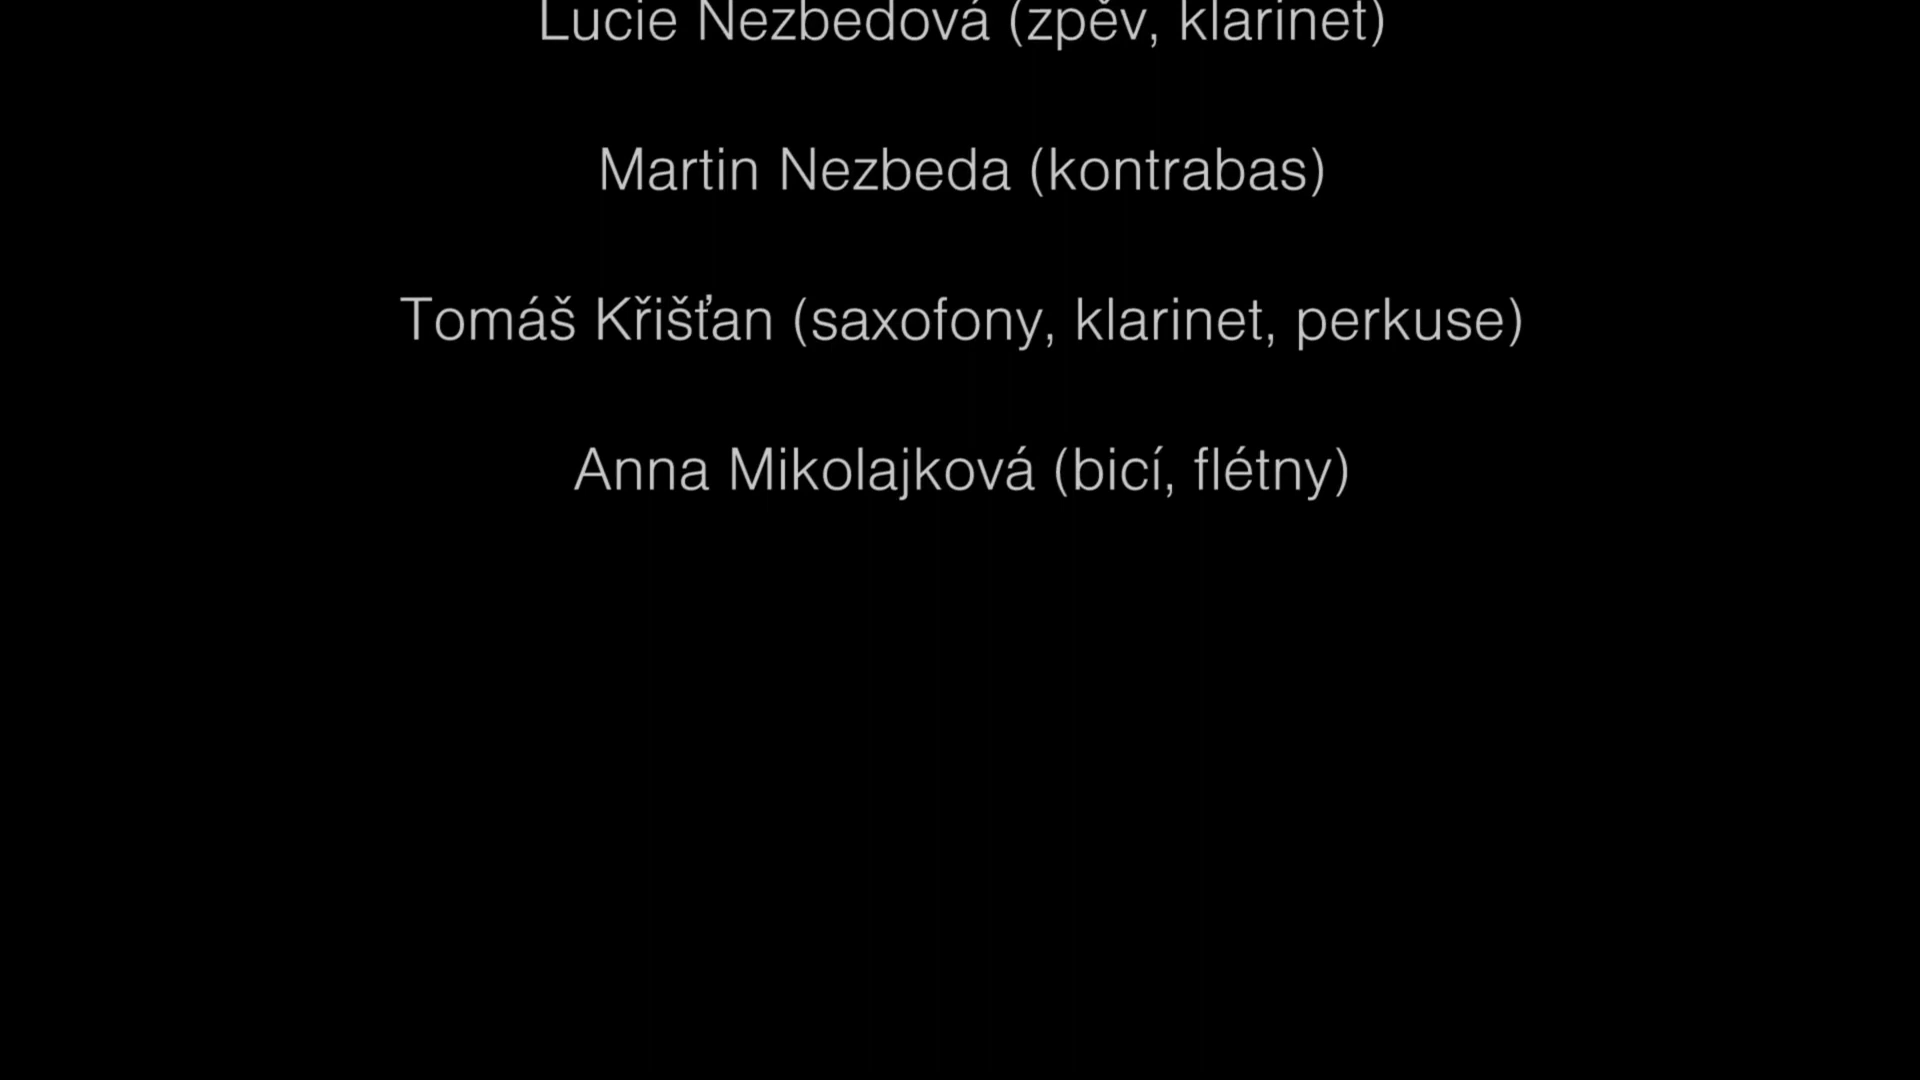 Lucie Nezbedová (zpěv, klarinet)
Martin Nezbeda (kontrabas)
Tomáš Křišťan (saxofony, klarinet, perkuse)
Anna Mikolajková (bicí, flétny)